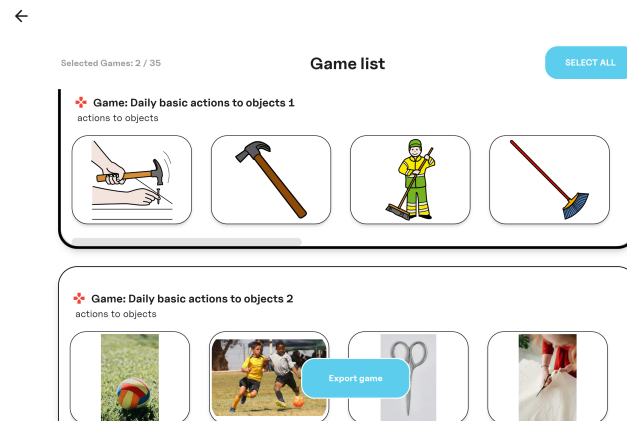 Selected Games: 2 / 35
Game list
SELECT ALL
Game: Daily basic actions to objects 1
actions to objects
Game: Daily basic actions to objects 2
actions to objects
Export game